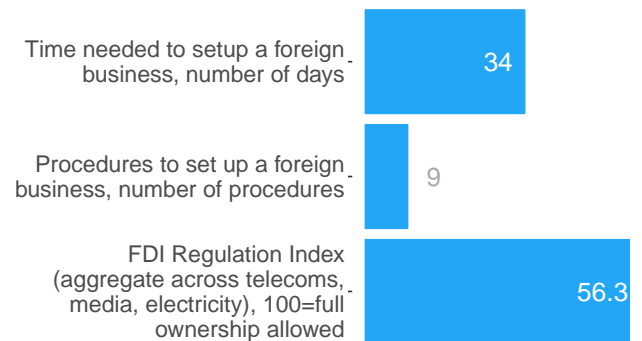 Time needed to setup a foreign
business, number of days
34
Procedures to set up a foreign
business, number of procedures
9
FDI Regulation Index
(aggregate across telecoms,
media, electricity), 100=full
ownership allowed
56.3